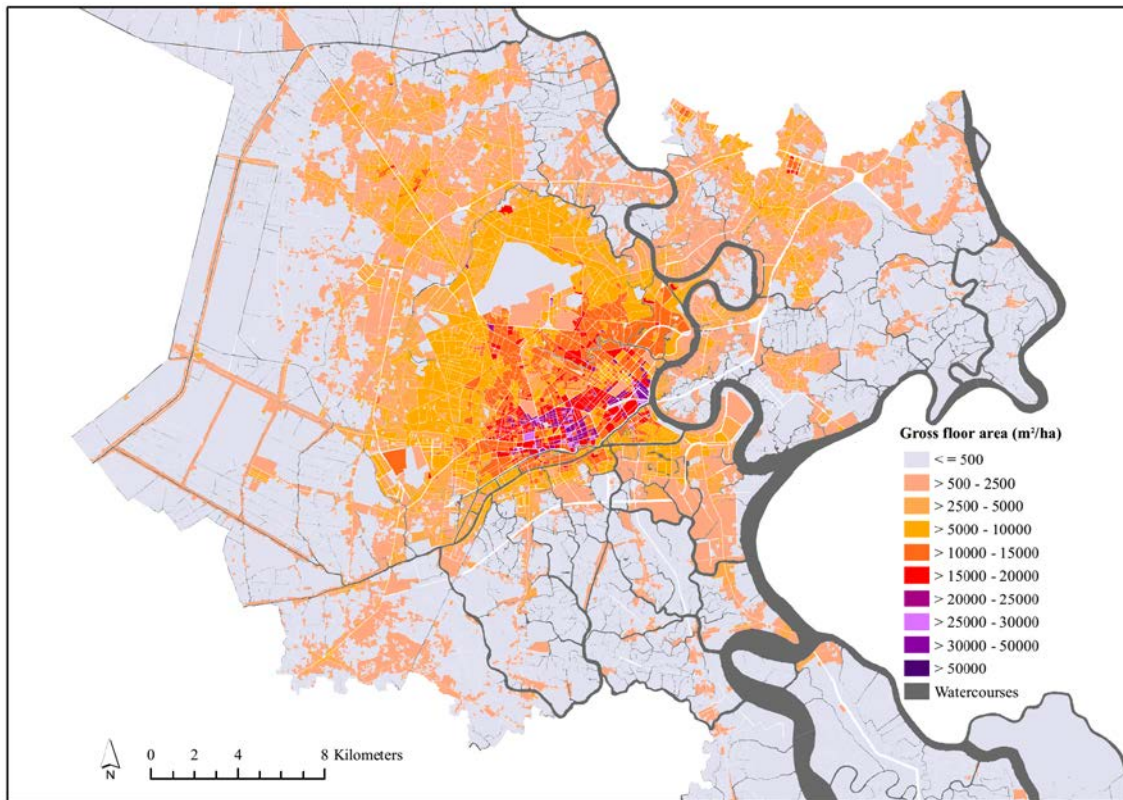 Gross floor area (m²/ha)
< = 500
> 500 - 2500
> 2500 - 5000
> 5000 - 10000
> 10000 - 15000
> 15000 - 20000
> 20000 - 25000
> 25000 - 30000
> 30000 - 50000
> 50000
Watercourses
N
0 2 4 8 Kilometers